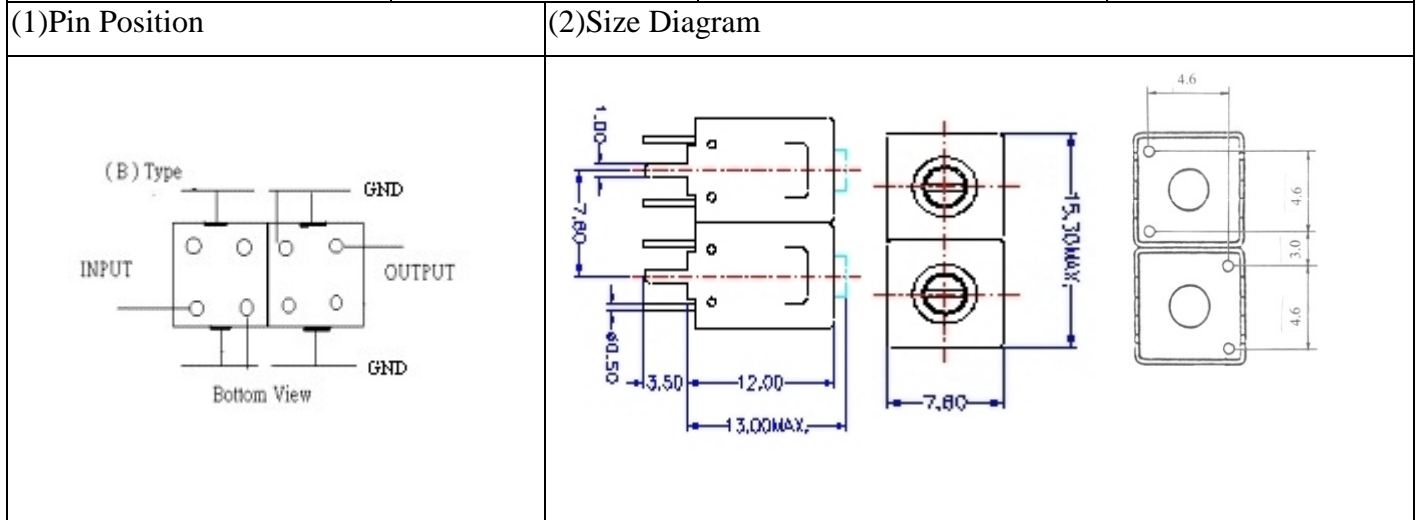 (1)Pin Position
(2)Size Diagram
(B) Type
GND
INPUT
OUTPUT
GND
Bottom View
1.00
7.60
ϕ0.50
3.50
12.00
13.00MAX.
15.30MAX.
7.60
4.6
4.6
3.0
4.6